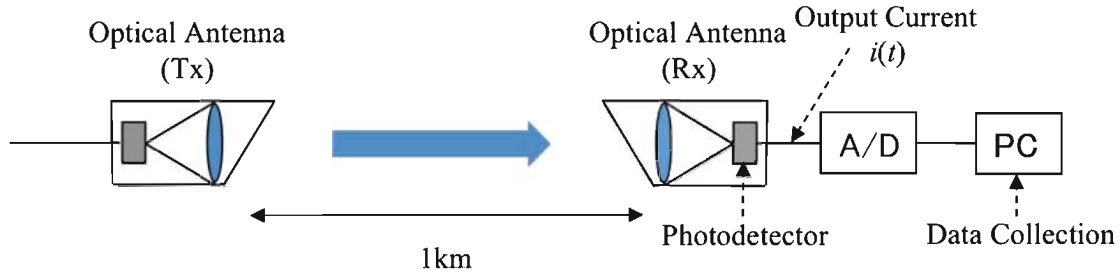 Optical Antenna
(Tx)
Optical Antenna
(Rx)
Output Current
i(t)
A/D
PC
Photodetector
Data Collection
1km